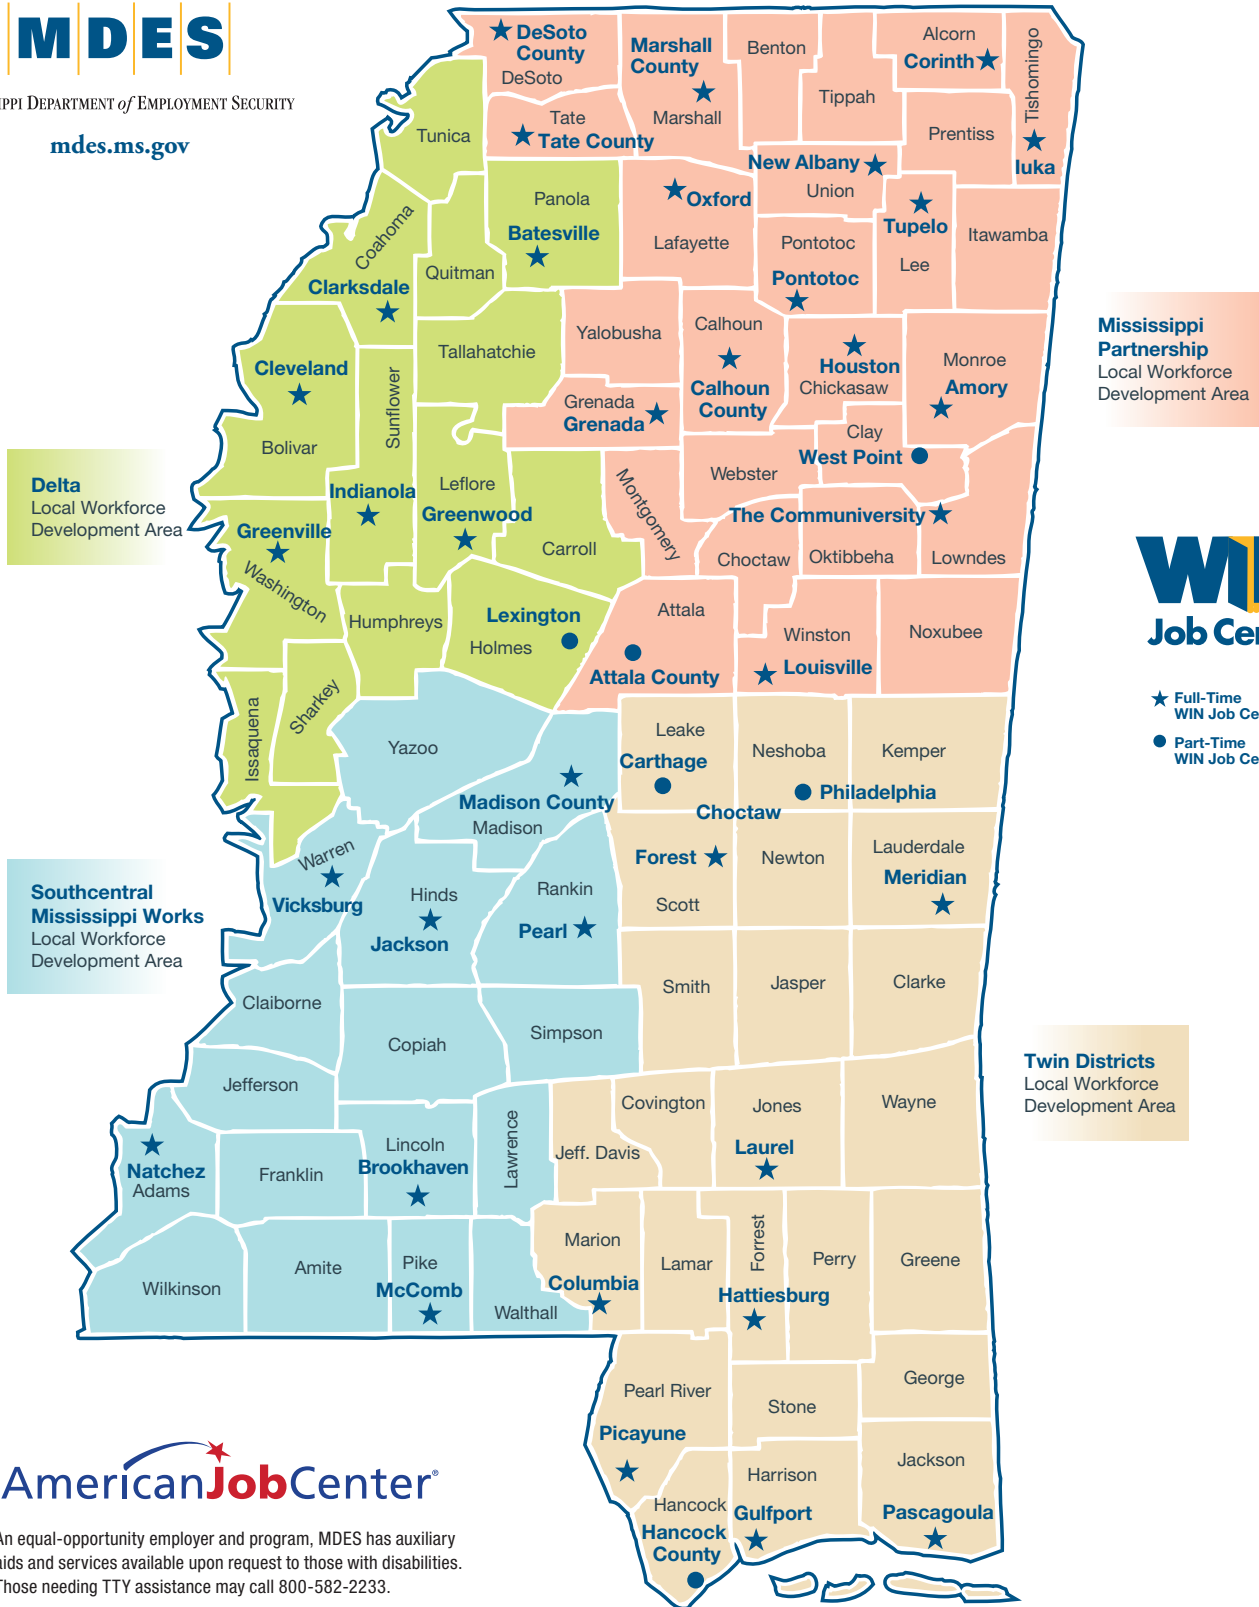 MDES
IPPI DEPARTMENT of EMPLOYMENT SECURITY
mdes.ms.gov
DeSoto
County
DeSoto
Marshall
County
Marshall
Benton
Tippah
Alcorn
Corinth
Tishomingo
Iuka
Prentiss
Tunica
Tate
Tate County
New Albany
Union
Panola
Batesville
Oxford
Lafayette
Tupelo
Lee
Itawamba
Coahoma
Clarksdale
Quitman
Pontotoc
Pontotoc
Tallahatchie
Yalobusha
Calhoun
Calhoun
County
Houston
Chickasaw
Monroe
Amory
Mississippi
Partnership
Local Workforce
Development Area
Cleveland
Bolivar
Sunflower
Grenada
Grenada
Clay
West Point
Webster
Delta
Local Workforce
Development Area
Indianola
Leflore
Greenwood
Greenville
Washington
Carroll
Montgomery
The Communiversity
Choctaw
Oktibbeha
Lowndes
Humphreys
Lexington
Holmes
Attala
Attala County
Winston
Louisville
Noxubee
WI
Job Ce
Full-Time
WIN Job Ce
Part-Time
WIN Job Ce
Issaquena
Sharkey
Yazoo
Madison County
Madison
Leake
Carthage
Neshoba
Philadelphia
Kemper
Choctaw
Warren
Vicksburg
Hinds
Jackson
Rankin
Pearl
Forest
Scott
Newton
Lauderdale
Meridian
Southcentral
Mississippi Works
Local Workforce
Development Area
Claiborne
Copiah
Simpson
Smith
Jasper
Clarke
Twin Districts
Local Workforce
Development Area
Jefferson
Natchez
Adams
Franklin
Lincoln
Brookhaven
Lawrence
Jeff. Davis
Covington
Jones
Laurel
Wayne
Wilkinson
Amite
Pike
McComb
Walthall
Marion
Columbia
Lamar
Forrest
Hattiesburg
Perry
Greene
Pearl River
Picayune
Stone
George
Hancock
Hancock
County
Harrison
Gulfport
Jackson
Pascagoula
AmericanJobCenter®
An equal-opportunity employer and program, MDES has auxiliary
aids and services available upon request to those with disabilities.
Those needing TTY assistance may call 800-582-2233.